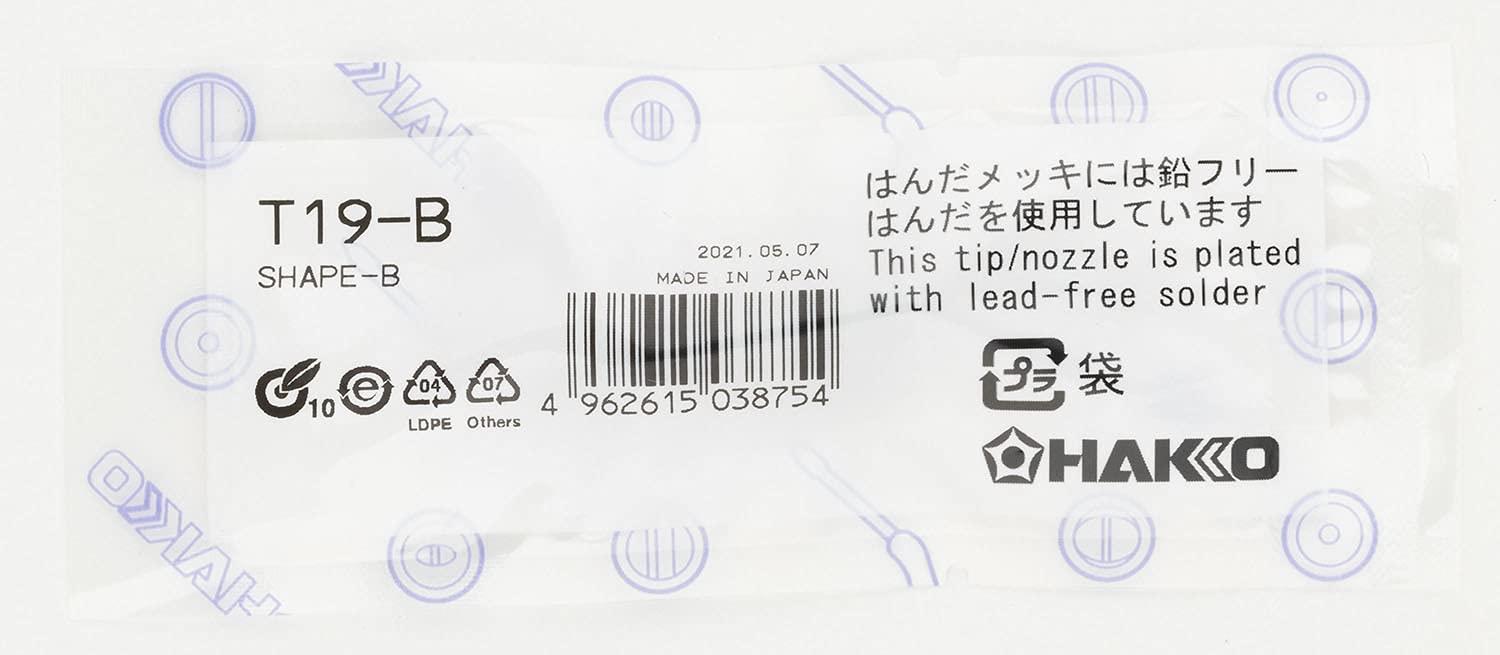 T19-B
SHAPE-B
2021.05.07
MADE IN JAPAN
4 962615 038754
10
e
04
LDPE
07
Others
はんだメッキには鉛フリー
はんだを使用しています
This tip/nozzle is plated
with lead-free solder
プラ 袋
HAKKO
HAKKO
HAKKO